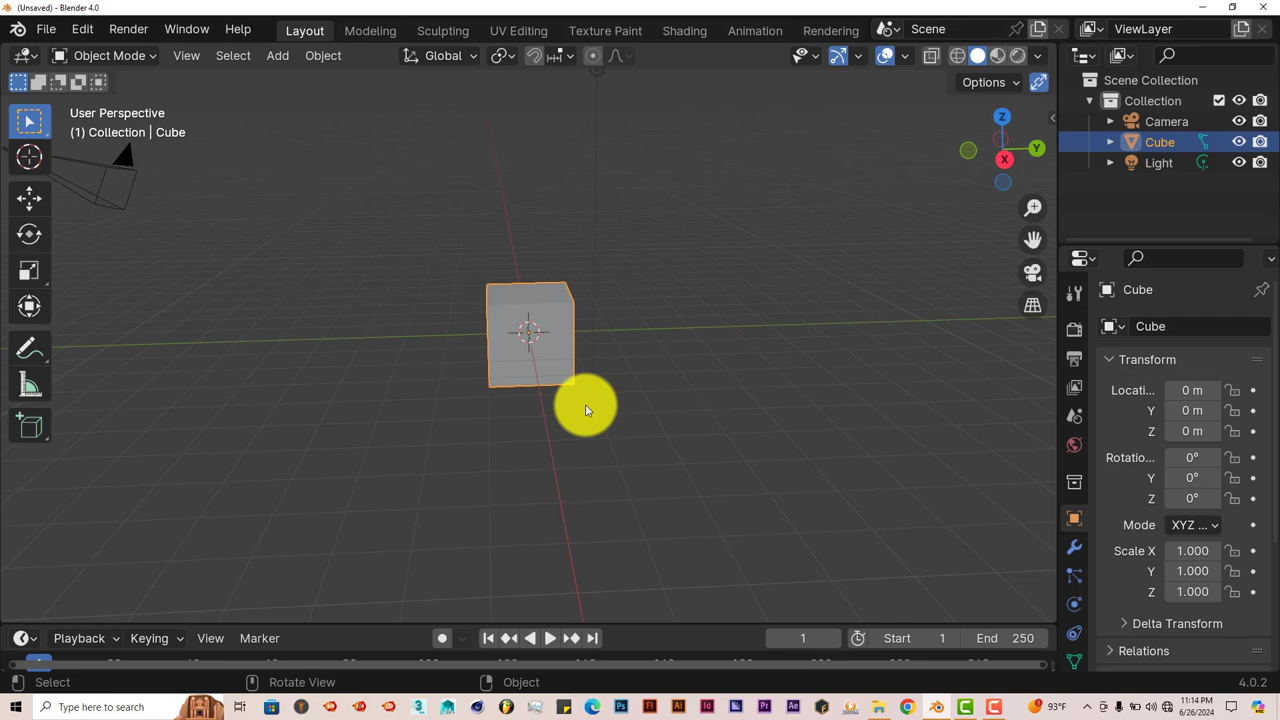 (Unsaved) - Blender 4.0
File Edit Render Window Help Layout Modeling Sculpting UV Editing Texture Paint Shading Animation Rendering Scene ViewLayer
Object Mode View Select Add Object Global
Options
User Perspective
(1) Collection | Cube
Z
Y
X
Scene Collection
Collection
Camera
Cube
Light
Cube
Cube
Transform
Locati... 0 m
Y 0 m
Z 0 m
Rotatio... 0°
Y 0°
Z 0°
Mode XYZ ...
Scale X 1.000
Y 1.000
Z 1.000
Delta Transform
Relations
Playback Keying View Marker 1 Start 1 End 250
Select Rotate View Object 4.0.2
Type here to search 93°F 11:14 PM
6/26/2024